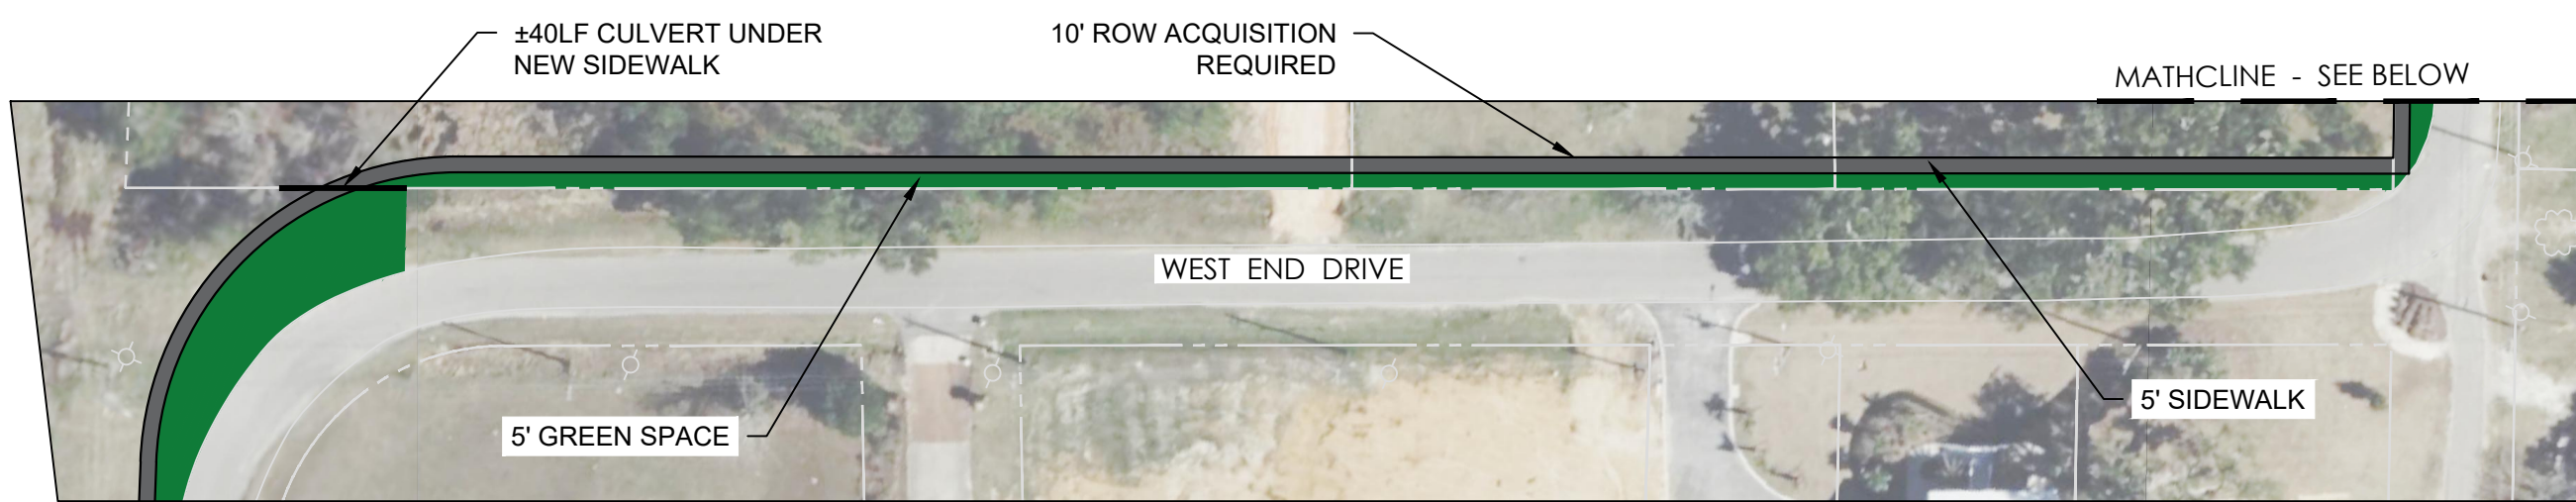 ±40LF CULVERT UNDER
NEW SIDEWALK
10' ROW ACQUISITION
REQUIRED
MATHCLINE - SEE BELOW
WEST END DRIVE
5' SIDEWALK
5' GREEN SPACE